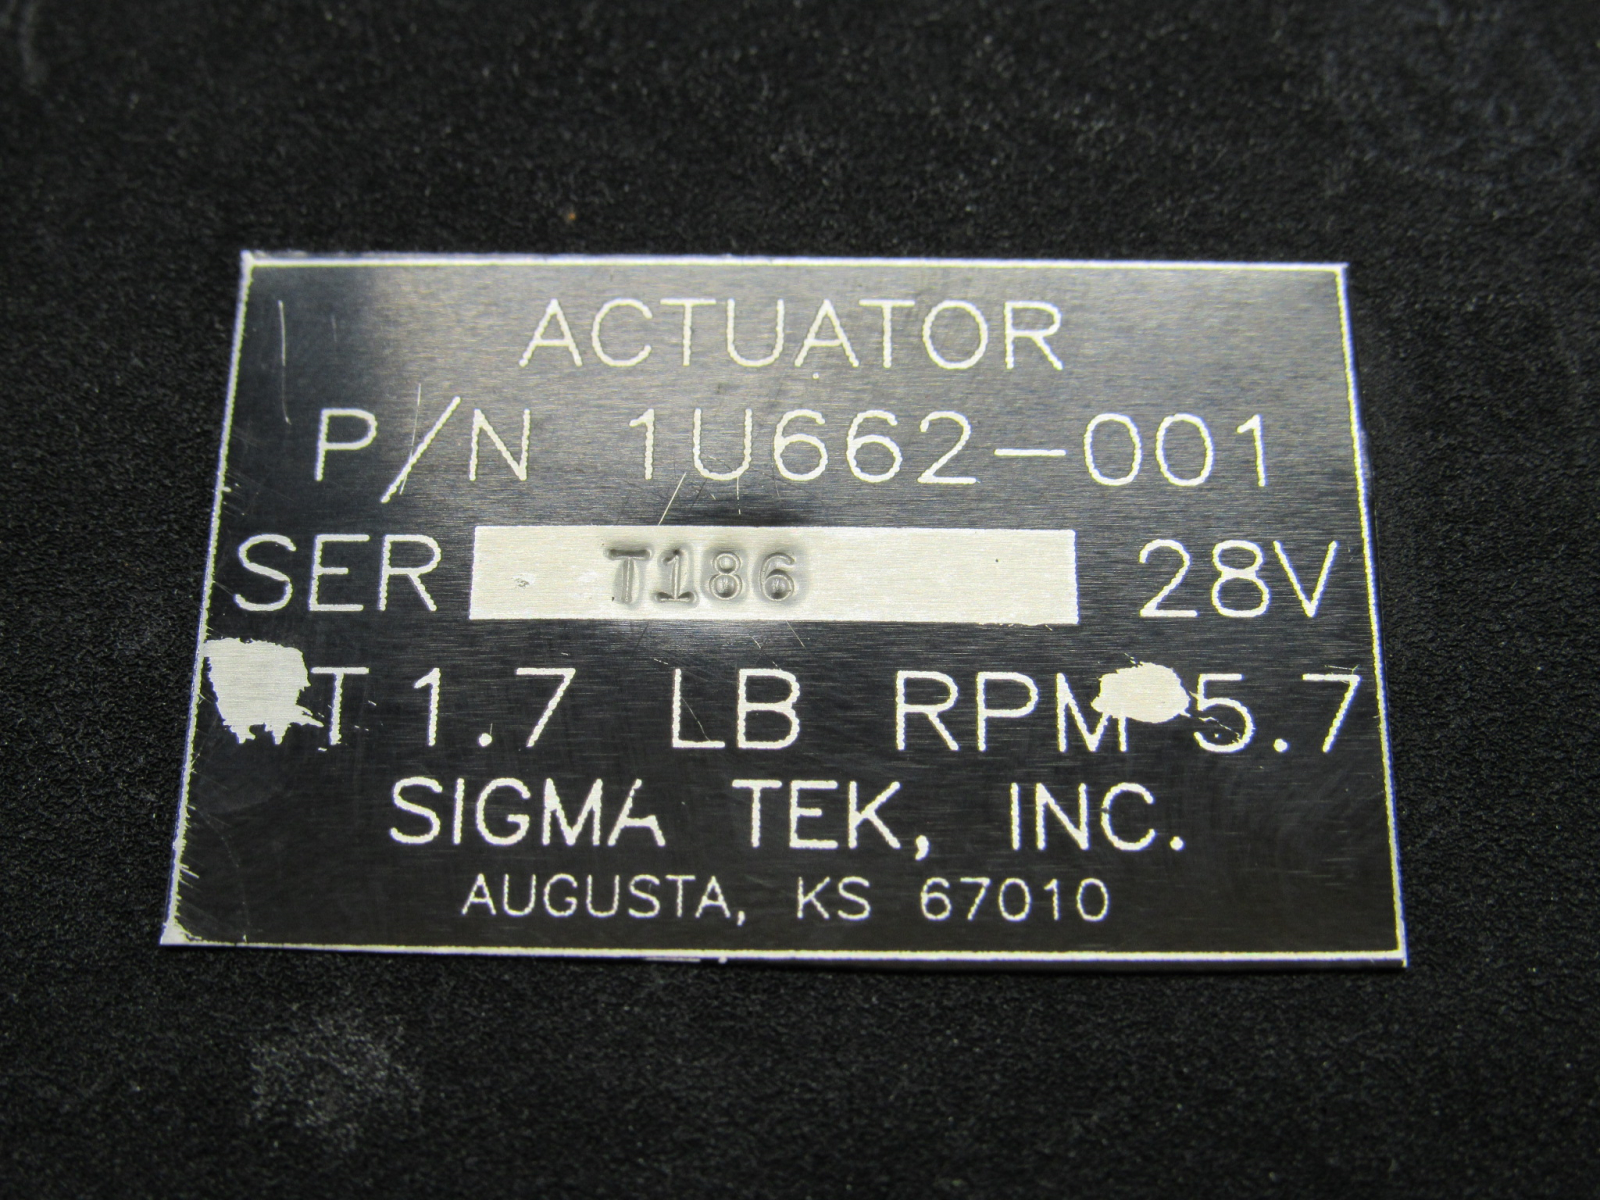 ACTUATOR
P/N 1U662-001
SER T186 28V
T 1.7 LB RPM 5.7
SIGMA TEK, INC.
AUGUSTA, KS 67010